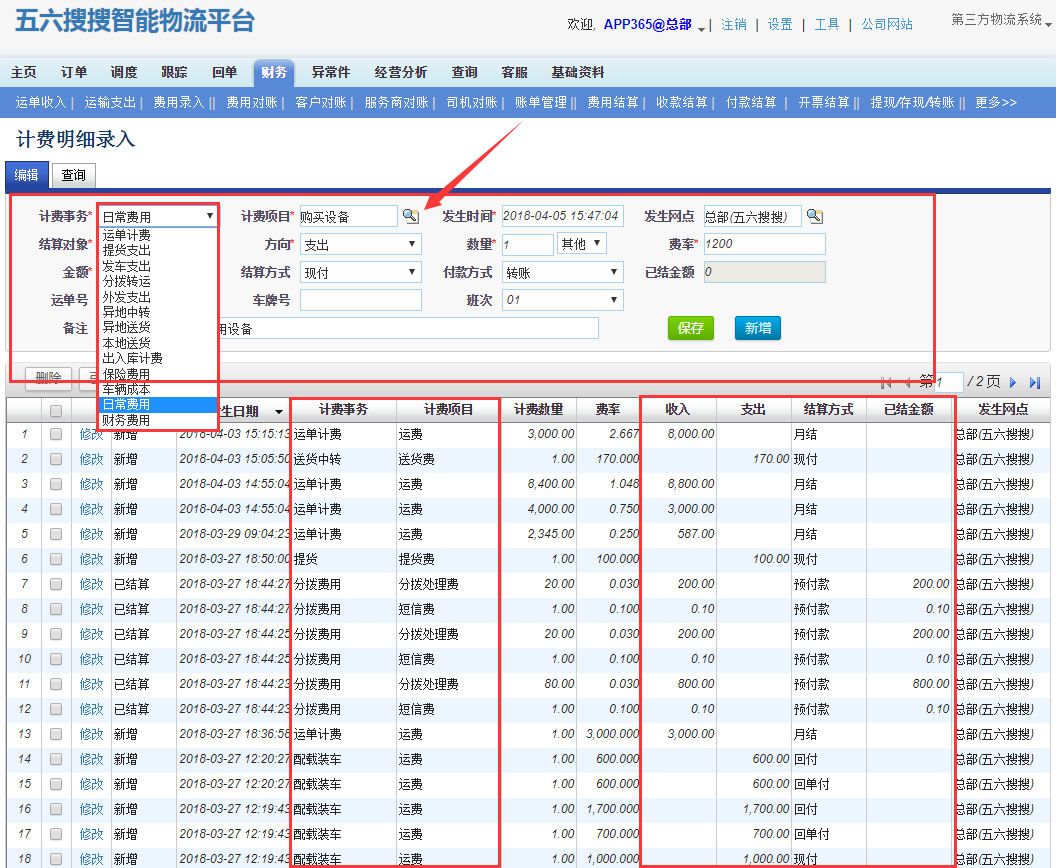 五六搜搜智能物流平台
欢迎, APP365@总部 | 注销 | 设置 | 工具 | 公司网站 第三方物流系统
主页 订单 调度 跟踪 回单 财务 异常件 经营分析 查询 客服 基础资料
运单收入 | 运输支出 | 费用录入 || 费用对账 | 客户对账 | 服务商对账 | 司机对账 | 账单管理 || 费用结算 | 收款结算 | 付款结算 | 开票结算 || 提现/存现/转账 || 更多>>
计费明细录入
编辑 查询
计费事务* 日常费用 计费项目* 购买设备 发生时间* 2018-04-05 15:47:04 发生网点 总部(五六搜搜)
结算对象* 方向* 支出 数量* 1 其他 费率* 1200
金额* 结算方式 现付 付款方式 转账 已结金额 0
运单号 车牌号 班次 01
备注 用设备 保存 新增
运单计费
提货支出
发车支出
分拨转运
外发支出
异地中转
异地送货
本地送货
出入库计费
保险费用
车辆成本
日常费用
财务费用
删除 第 1 / 2 页
生日期 计费事务 计费项目 计费数量 费率 收入 支出 结算方式 已结金额 发生网点
1 修改 新增 2018-04-03 15:15:13 运单计费 运费 3,000.00 2.667 8,000.00 月结 总部(五六搜搜)
2 修改 新增 2018-04-03 15:05:50 送货中转 送货费 1.00 170.000 170.00 现付 总部(五六搜搜)
3 修改 新增 2018-04-03 14:55:04 运单计费 运费 8,400.00 1.048 8,800.00 月结 总部(五六搜搜)
4 修改 新增 2018-04-03 14:55:04 运单计费 运费 4,000.00 0.750 3,000.00 月结 总部(五六搜搜)
5 修改 新增 2018-03-29 09:04:23 运单计费 运费 2,345.00 0.250 587.00 月结 总部(五六搜搜)
6 修改 新增 2018-03-27 18:50:00 提货 提货费 1.00 100.000 100.00 现付 总部(五六搜搜)
7 修改 已结算 2018-03-27 18:44:27 分拨费用 分拨处理费 20.00 0.030 200.00 预付款 200.00 总部(五六搜搜)
8 修改 已结算 2018-03-27 18:44:27 分拨费用 短信费 1.00 0.100 0.10 预付款 0.10 总部(五六搜搜)
9 修改 已结算 2018-03-27 18:44:25 分拨费用 分拨处理费 20.00 0.030 200.00 预付款 200.00 总部(五六搜搜)
10 修改 已结算 2018-03-27 18:44:25 分拨费用 短信费 1.00 0.100 0.10 预付款 0.10 总部(五六搜搜)
11 修改 已结算 2018-03-27 18:44:23 分拨费用 分拨处理费 80.00 0.030 800.00 预付款 800.00 总部(五六搜搜)
12 修改 已结算 2018-03-27 18:44:23 分拨费用 短信费 1.00 0.100 0.10 预付款 0.10 总部(五六搜搜)
13 修改 新增 2018-03-27 18:36:58 运单计费 运费 1.00 3,000.000 3,000.00 月结 总部(五六搜搜)
14 修改 新增 2018-03-27 12:20:27 配载装车 运费 1.00 600.000 600.00 回付 总部(五六搜搜)
15 修改 新增 2018-03-27 12:20:27 配载装车 运费 1.00 600.000 600.00 回单付 总部(五六搜搜)
16 修改 新增 2018-03-27 12:19:43 配载装车 运费 1.00 1,700.000 1,700.00 回付 总部(五六搜搜)
17 修改 新增 2018-03-27 12:19:43 配载装车 运费 1.00 700.000 700.00 回单付 总部(五六搜搜)
18 修改 新增 2018-03-27 12:19:43 配载装车 运费 1.00 1,000.000 1,000.00 现付 总部(五六搜搜)